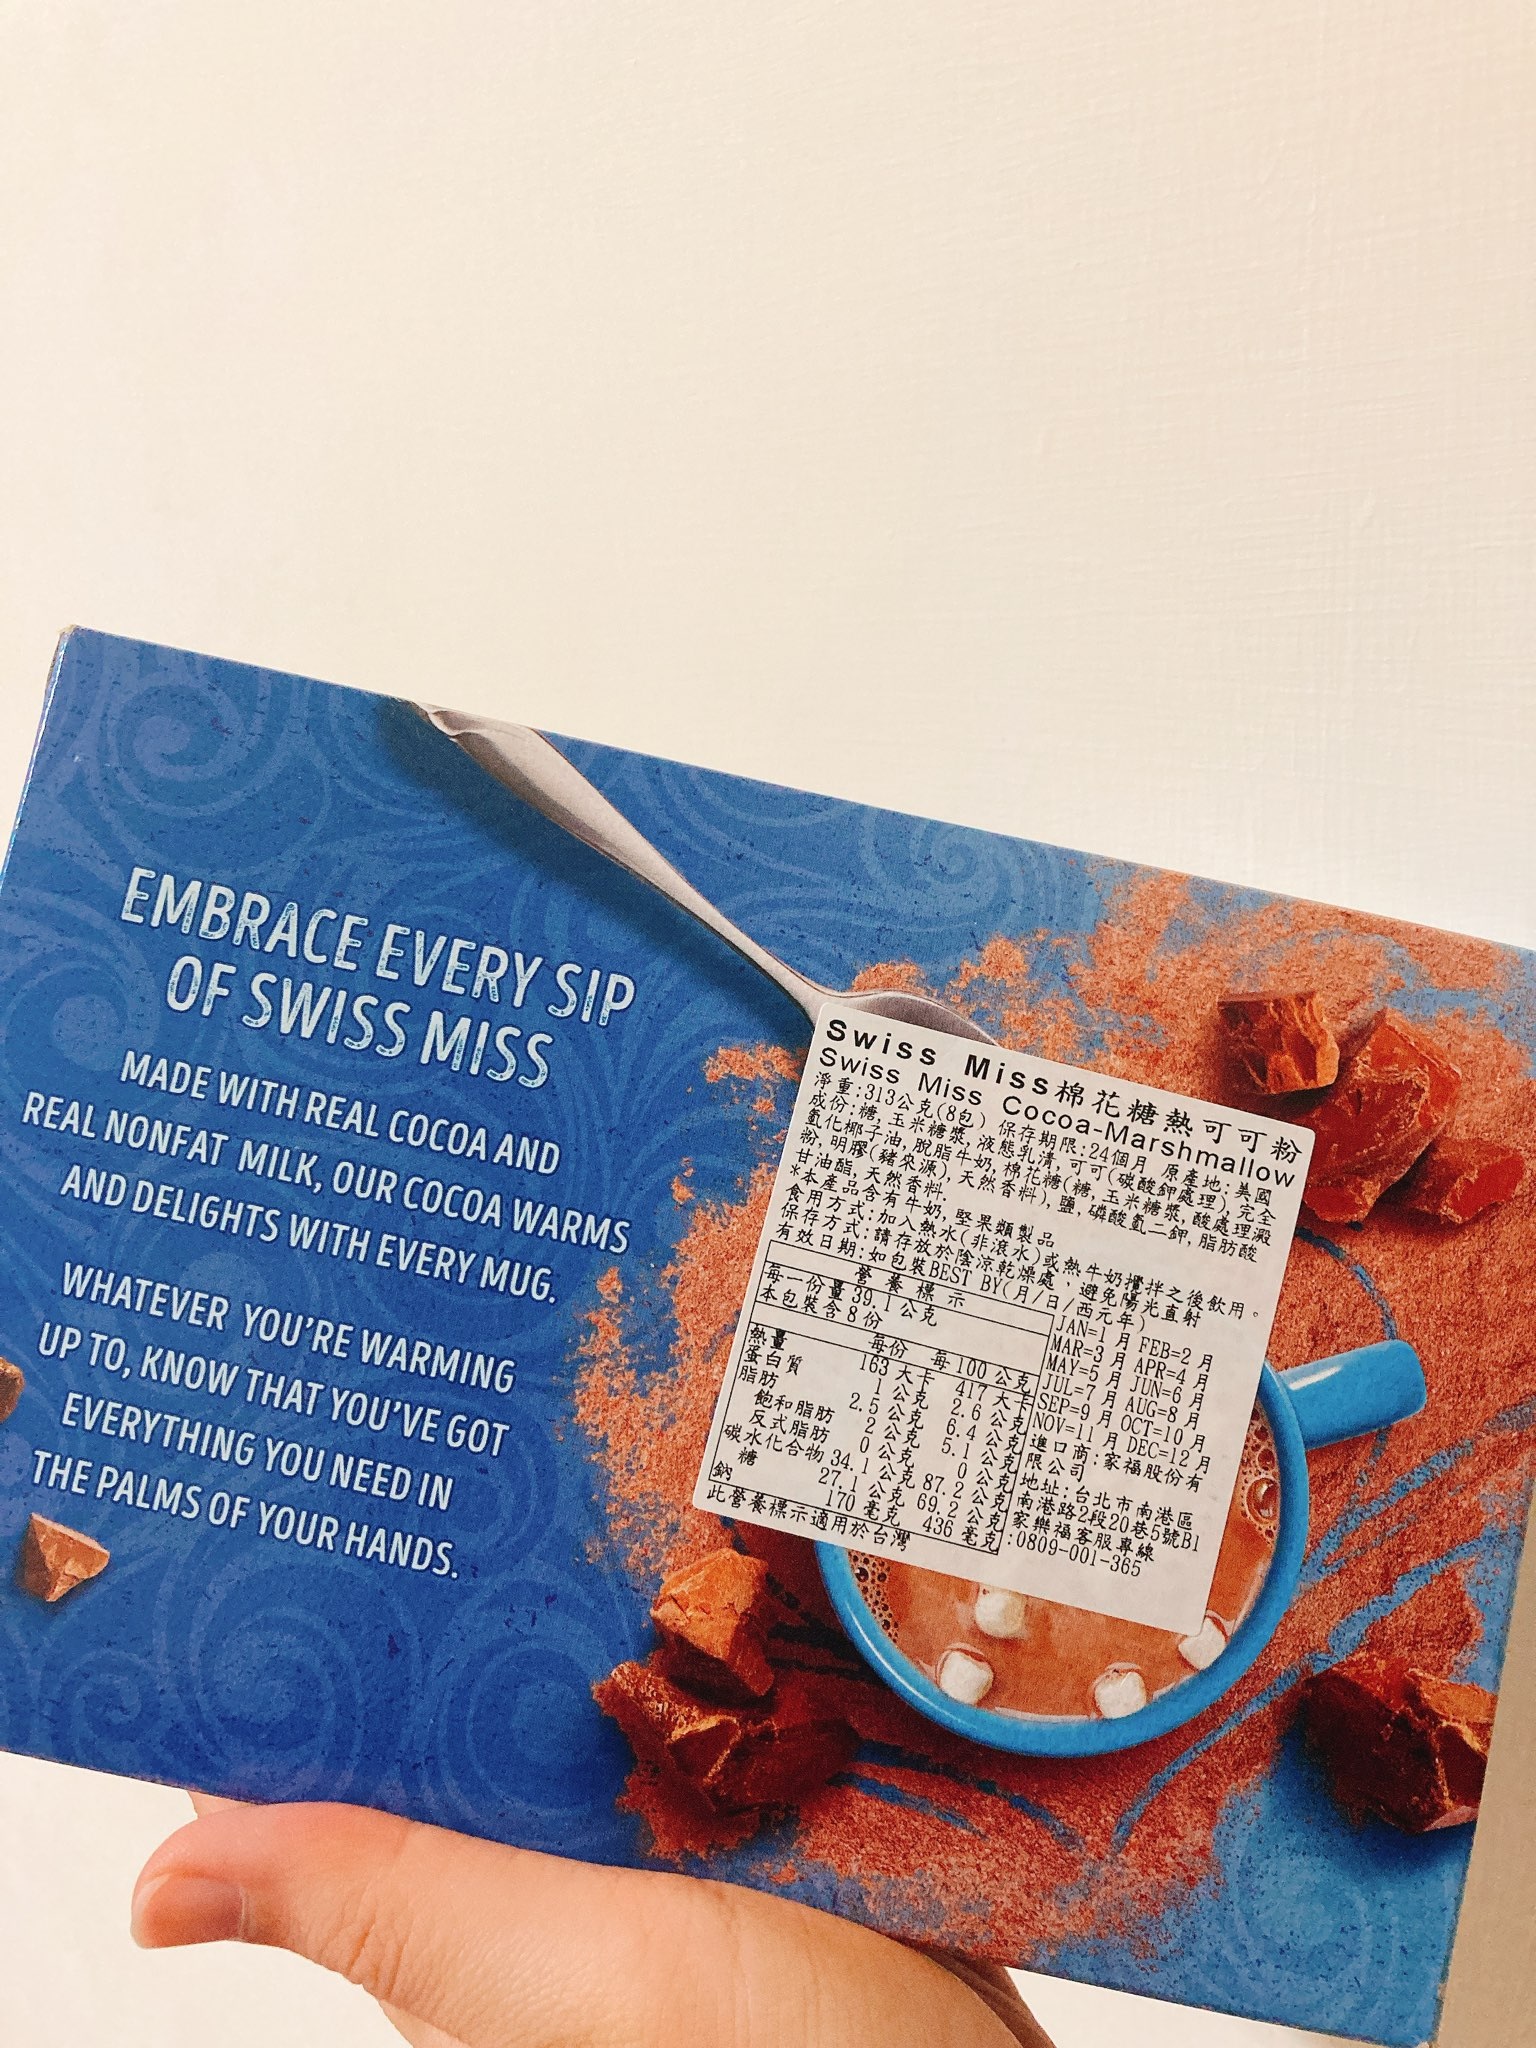 EMBRACE EVERY SIP
OF SWISS MISS
MADE WITH REAL COCOA AND
REAL NONFAT MILK, OUR COCOA WARMS
AND DELIGHTS WITH EVERY MUG.
WHATEVER YOU'RE WARMING
UP TO, KNOW THAT YOU'VE GOT
EVERYTHING YOU NEED IN
THE PALMS OF YOUR HANDS.
Swiss Miss棉花糖熱可可粉
Swiss Miss Cocoa-Marshmallow
淨重:313公克(8包) 保存期限:24個月 原產地:美國
成份:糖, 玉米糖漿, 液態乳清, 可可(碳酸鉀處理), 完全
氫化椰子油, 脫脂牛奶, 棉花糖(糖, 玉米糖漿, 酸處理澱
粉, 明膠(豬來源), 天然香料), 鹽, 磷酸氫二鉀, 脂肪酸
甘油酯, 天然香料.
*本產品含有牛奶, 堅果類製品
食用方式:加入熱水(非滾水)或熱牛奶攪拌之後飲用。
保存方式:請存放於陰涼乾燥處，避免陽光直射
有效日期:如包裝BEST BY(月/日/西元年)
營養標示
每一份量39.1公克
本包裝含8份
每份 每100公克
熱量 163 大卡 417 大卡
蛋白質 1 公克 2.6 公克
脂肪 2.5 公克 6.4 公克
飽和脂肪 2 公克 5.1 公克
反式脂肪 0 公克 0 公克
碳水化合物 34.1 公克 87.2 公克
糖 27.1 公克 69.2 公克
鈉 170 毫克 436 毫克
此營養標示適用於台灣
JAN=1月 FEB=2月
MAR=3月 APR=4月
MAY=5月 JUN=6月
JUL=7月 AUG=8月
SEP=9月 OCT=10月
NOV=11月 DEC=12月
進口商:家福股份有
限公司
地址:台北市南港區
南港路2段20巷5號B1
家樂福客服專線
:0809-001-365